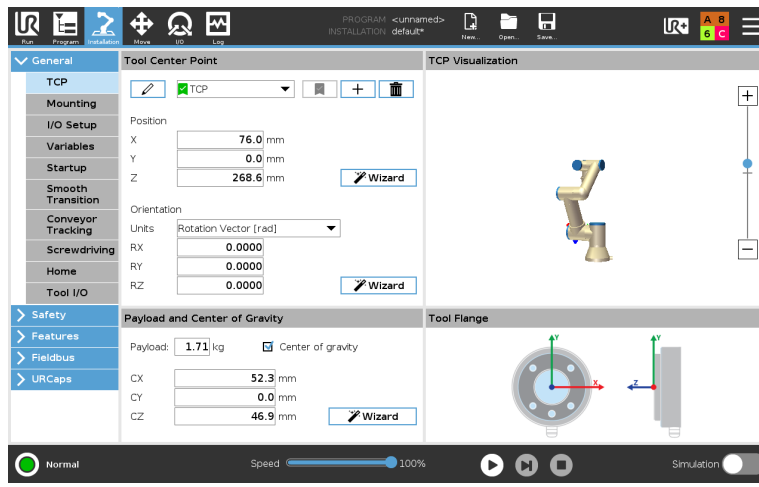 UR UR+ A B
PROGRAM <unnamed>
INSTALLATION default*
6 C
Run Program Installation Move I/O Log New... Open... Save...
General
TCP
Mounting
I/O Setup
Variables
Startup
Smooth
Transition
Conveyor
Tracking
Screwdriving
Home
Tool I/O
Safety
Features
Fieldbus
URCaps
Tool Center Point
TCP
Position
X 76.0 mm
Y 0.0 mm
Z 268.6 mm Wizard
Orientation
Units Rotation Vector [rad]
RX 0.0000
RY 0.0000
RZ 0.0000 Wizard
Payload and Center of Gravity
Payload: 1.71 kg Center of gravity
CX 52.3 mm
CY 0.0 mm
CZ 46.9 mm Wizard
TCP Visualization
Tool Flange
Y Y
X Z
Normal Speed 100% Simulation